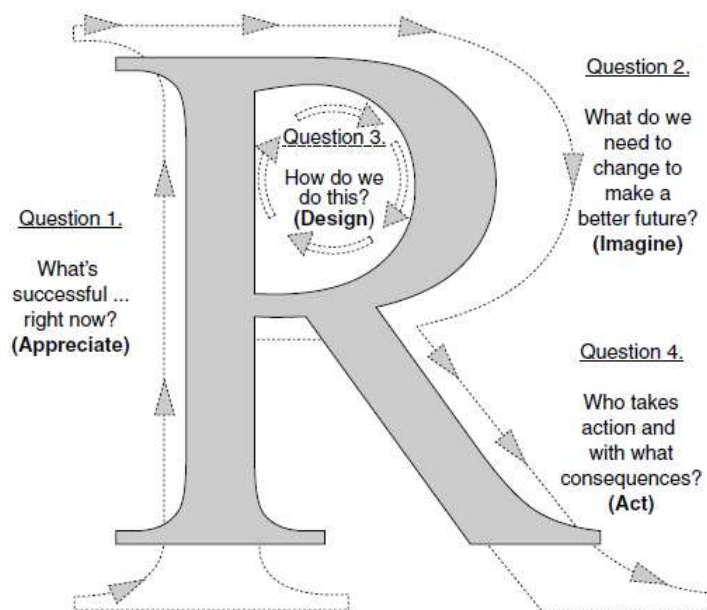 Question 1.
What's
successful ...
right now?
(Appreciate)
Question 2.
What do we
need to
change to
make a
better future?
(Imagine)
Question 3.
How do we
do this?
(Design)
Question 4.
Who takes
action and
with what
consequences?
(Act)
R